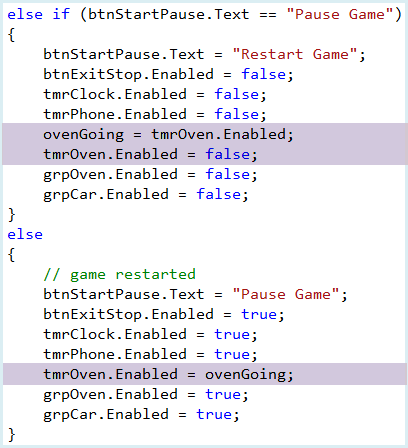 else if (btnStartPause.Text == "Pause Game")
{
    btnStartPause.Text = "Restart Game";
    btnExitStop.Enabled = false;
    tmrClock.Enabled = false;
    tmrPhone.Enabled = false;
    ovenGoing = tmrOven.Enabled;
    tmrOven.Enabled = false;
    grpOven.Enabled = false;
    grpCar.Enabled = false;
}
else
{
    // game restarted
    btnStartPause.Text = "Pause Game";
    btnExitStop.Enabled = true;
    tmrClock.Enabled = true;
    tmrPhone.Enabled = true;
    tmrOven.Enabled = ovenGoing;
    grpOven.Enabled = true;
    grpCar.Enabled = true;
}